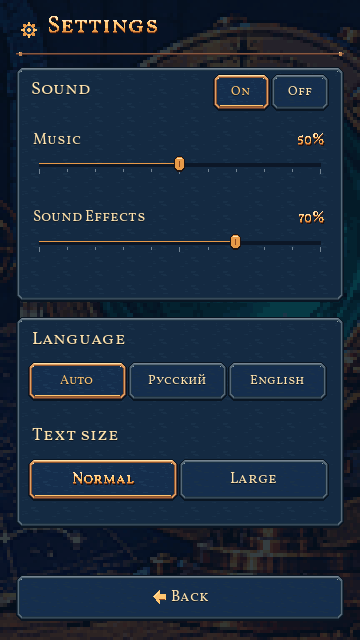 Settings
Sound
On
Off
Music
50%
Sound Effects
70%
Language
Auto
Русский
English
Text size
Normal
Large
Back